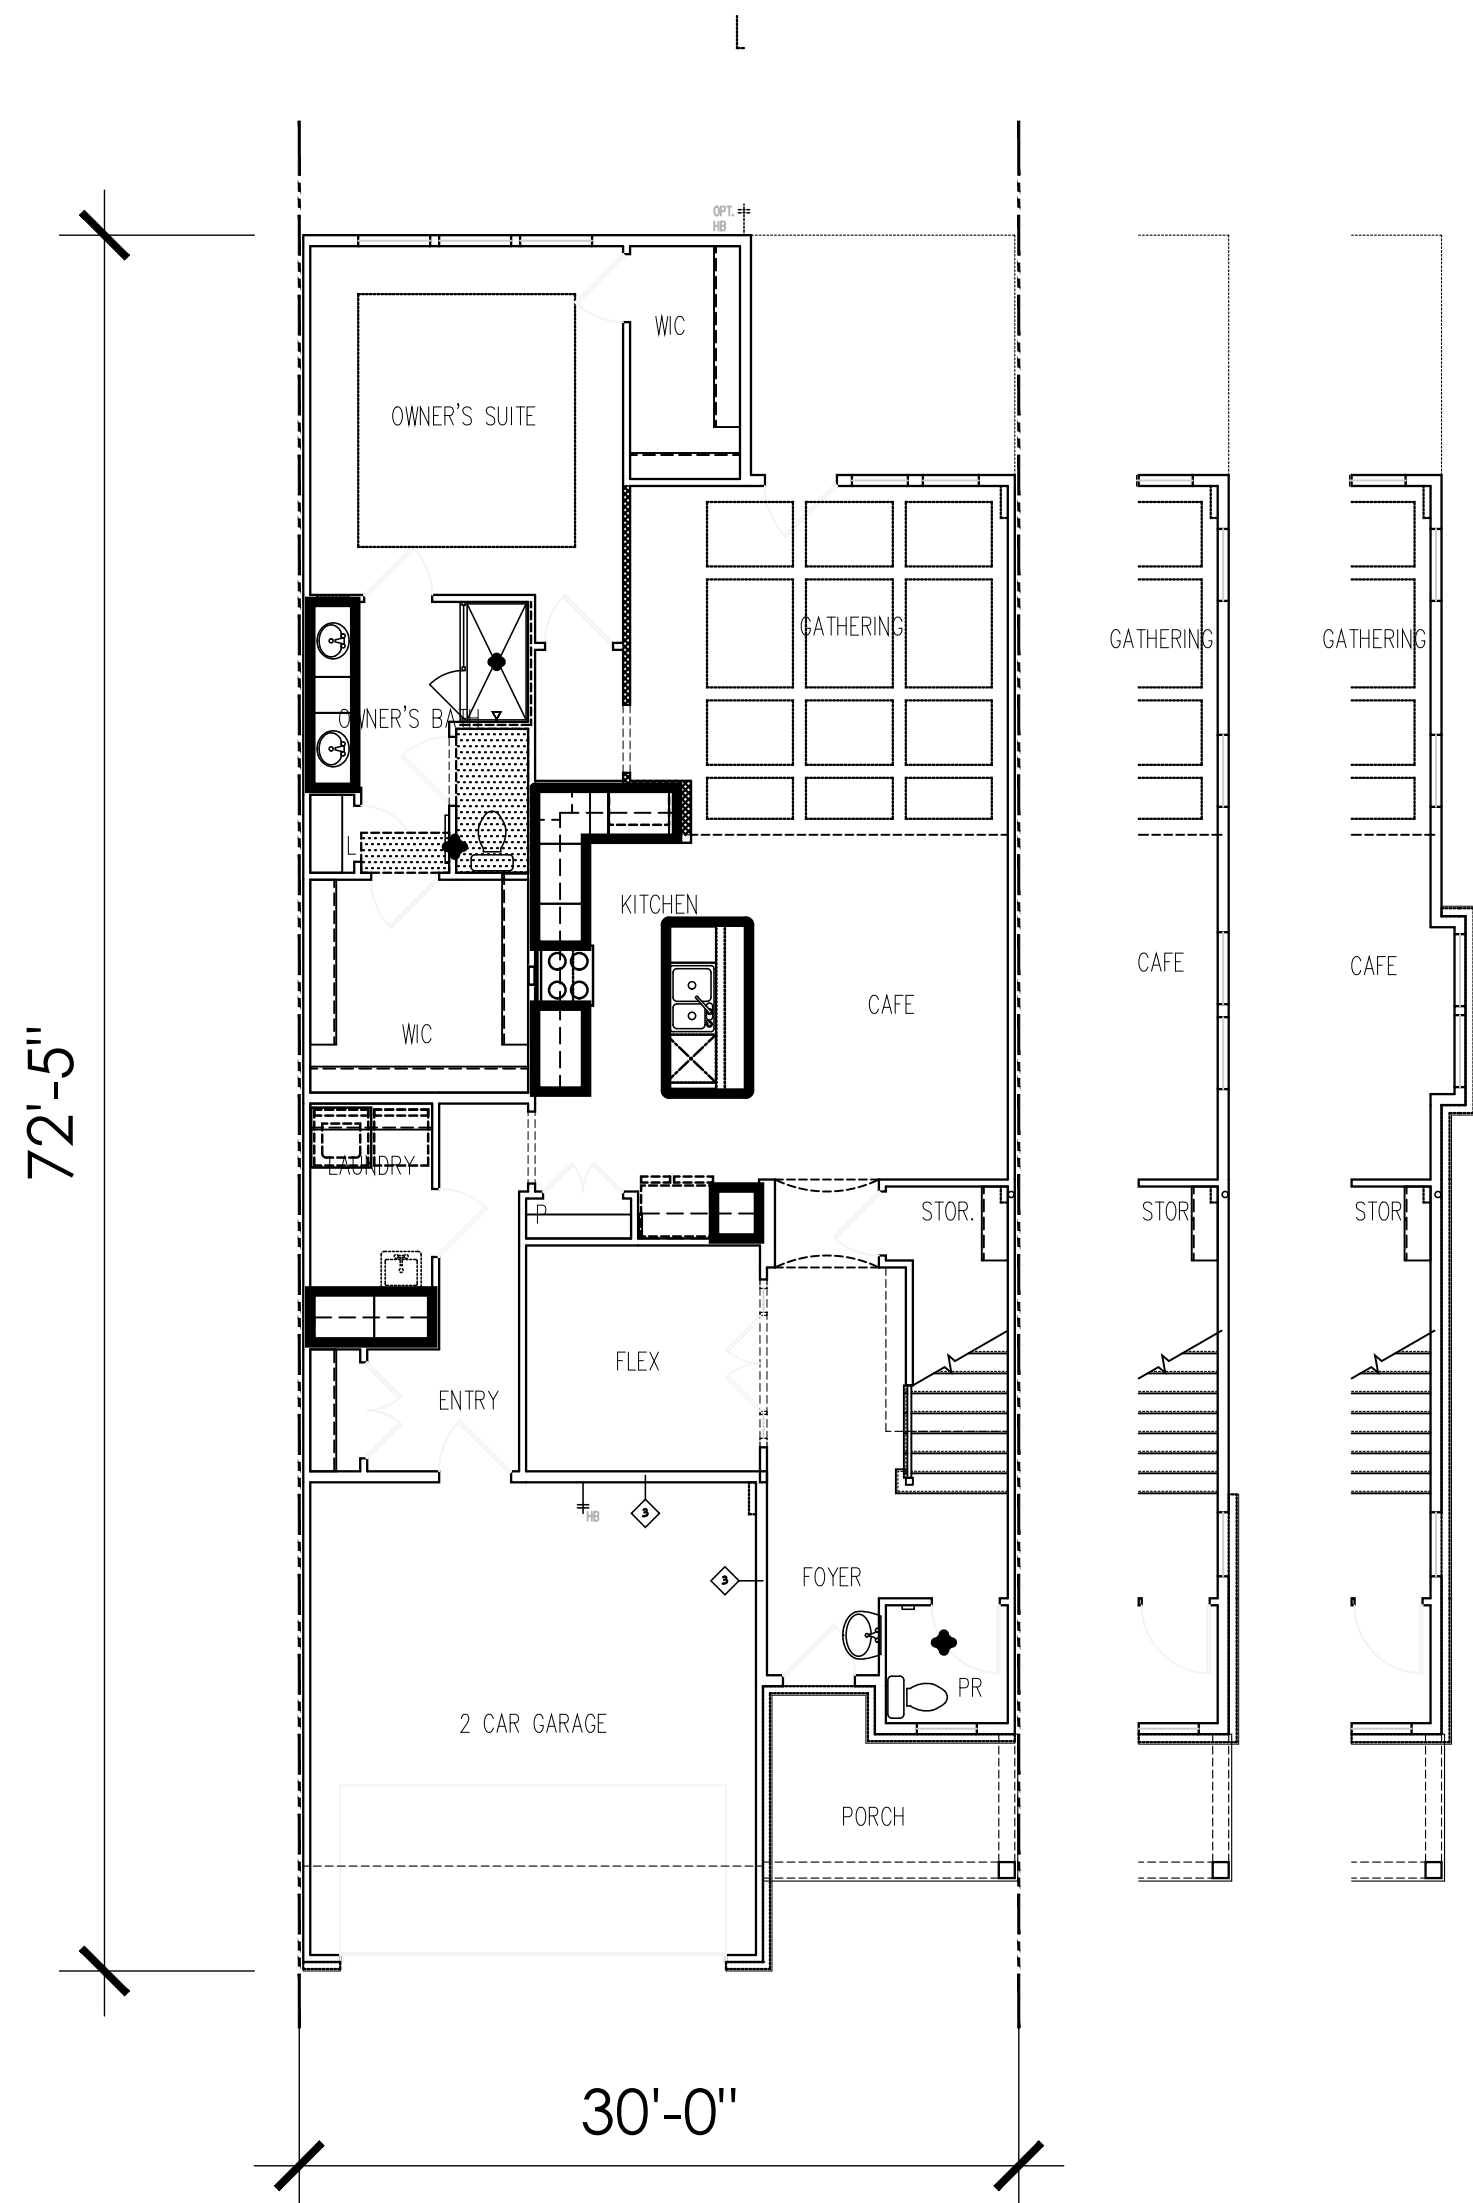 L
OPT.
HB
WIC
OWNER'S SUITE
GATHERING
GATHERING
GATHERING
OWNER'S BATH
L
KITCHEN
CAFE
CAFE
CAFE
WIC
72'-5"
LAUNDRY
P
STOR.
STOR
STOR
FLEX
ENTRY
3
HB
3
FOYER
PR
2 CAR GARAGE
PORCH
30'-0"